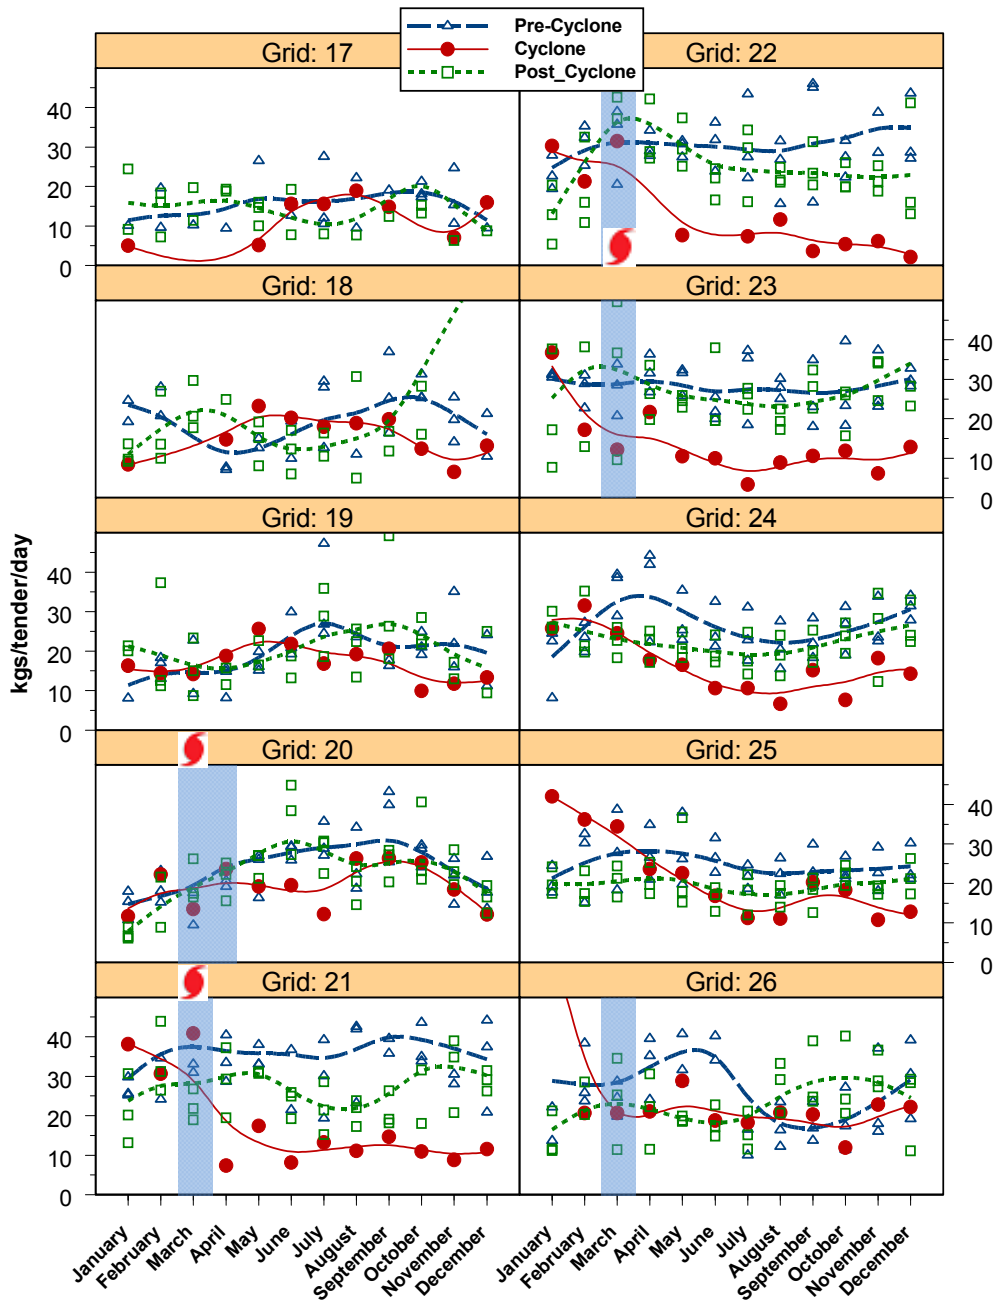 Pre-Cyclone
Cyclone
Post_Cyclone
Grid: 17
Grid: 22
40
30
20
10
0
Grid: 18
Grid: 23
40
30
20
10
0
Grid: 19
Grid: 24
40
30
20
10
0
kgs/tender/day
Grid: 20
Grid: 25
40
30
20
10
0
Grid: 21
Grid: 26
40
30
20
10
0
January
February
March
April
May
June
July
August
September
October
November
December
January
February
March
April
May
June
July
August
September
October
November
December